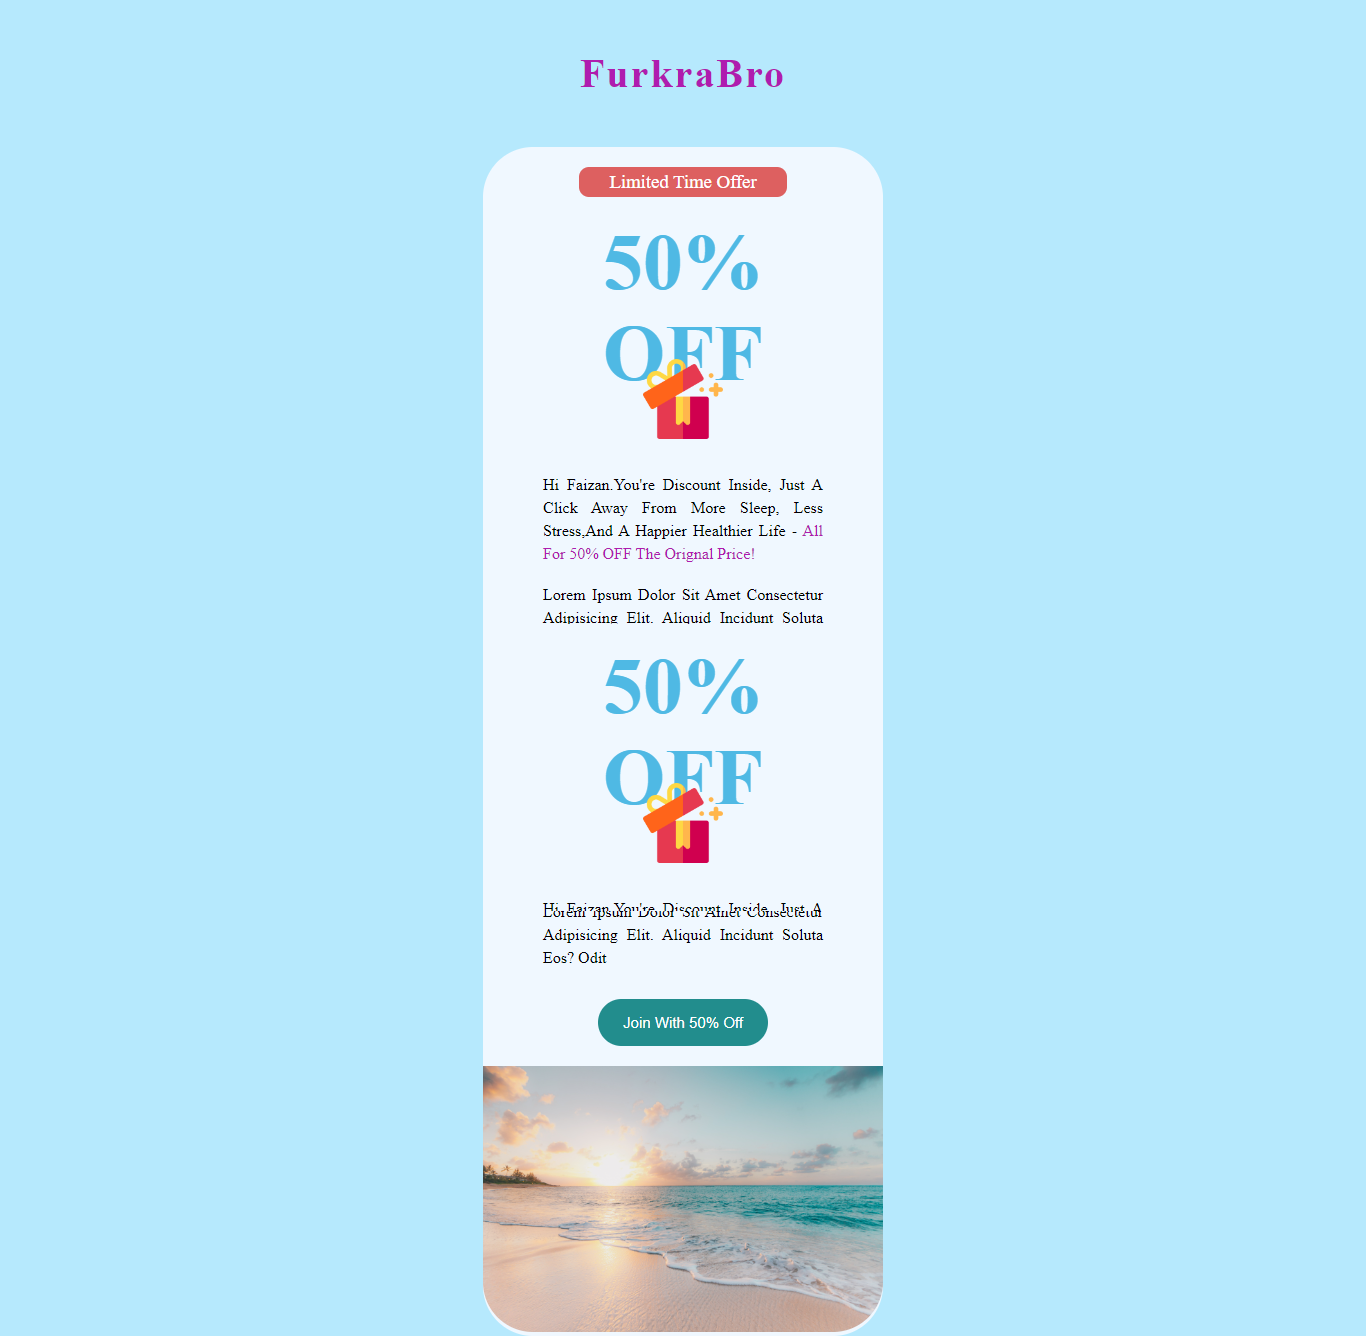 FurkraBro
Limited Time Offer
50%
OFF
Hi Faizan.You're Discount Inside, Just A
Click Away From More Sleep, Less
Stress,And A Happier Healthier Life - All
For 50% OFF The Orignal Price!
Lorem Ipsum Dolor Sit Amet Consectetur
Adipisicing Elit. Aliquid Incidunt Soluta
50%
OFF
Hi Faizan.You're Discount Inside, Just A
Lorem Ipsum Dolor Sit Amet Consectetur
Adipisicing Elit. Aliquid Incidunt Soluta
Eos? Odit
Join With 50% Off